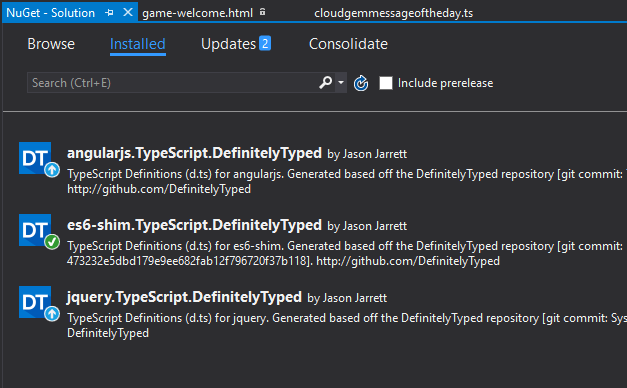 NuGet - Solution
game-welcome.html
cloudgemmessageoftheday.ts
Browse
Installed
Updates 2
Consolidate
Search (Ctrl+E)
Include prerelease
DT
angularjs.TypeScript.DefinitelyTyped by Jason Jarrett
TypeScript Definitions (d.ts) for angularjs. Generated based off the DefinitelyTyped repository [git commit:
http://github.com/DefinitelyTyped
DT
es6-shim.TypeScript.DefinitelyTyped by Jason Jarrett
TypeScript Definitions (d.ts) for es6-shim. Generated based off the DefinitelyTyped repository [git commit:
473232e5dbd179e9ee682fab12f796720f37b118]. http://github.com/DefinitelyTyped
DT
jquery.TypeScript.DefinitelyTyped by Jason Jarrett
TypeScript Definitions (d.ts) for jquery. Generated based off the DefinitelyTyped repository [git commit: Sys
DefinitelyTyped